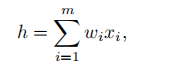 h = \sum_{i=1}^{m} w_i x_i,